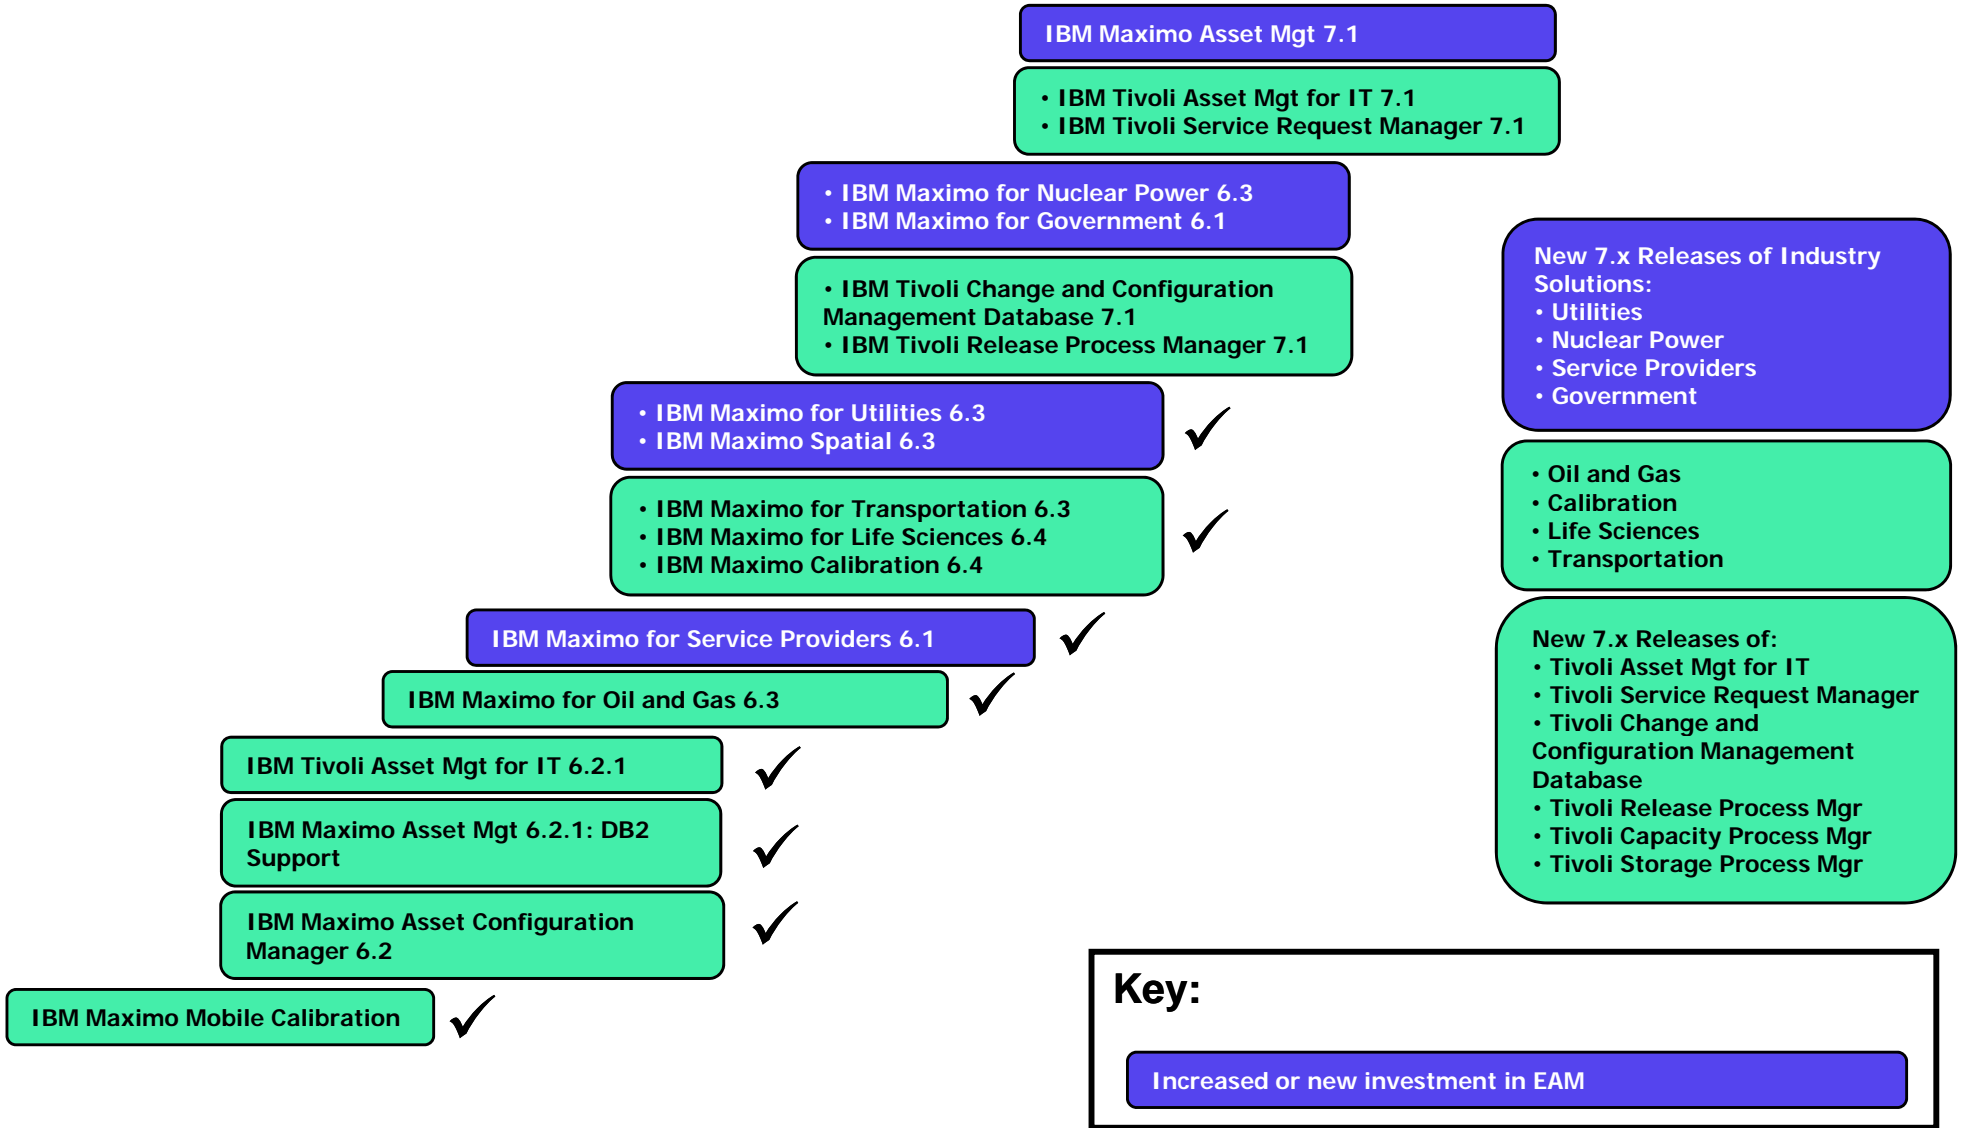 IBM Maximo Asset Mgt 7.1
• IBM Tivoli Asset Mgt for IT 7.1
• IBM Tivoli Service Request Manager 7.1
• IBM Maximo for Nuclear Power 6.3
• IBM Maximo for Government 6.1
• IBM Tivoli Change and Configuration
Management Database 7.1
• IBM Tivoli Release Process Manager 7.1
• IBM Maximo for Utilities 6.3
• IBM Maximo Spatial 6.3
• IBM Maximo for Transportation 6.3
• IBM Maximo for Life Sciences 6.4
• IBM Maximo Calibration 6.4
IBM Maximo for Service Providers 6.1
IBM Maximo for Oil and Gas 6.3
IBM Tivoli Asset Mgt for IT 6.2.1
IBM Maximo Asset Mgt 6.2.1: DB2
Support
IBM Maximo Asset Configuration
Manager 6.2
IBM Maximo Mobile Calibration
New 7.x Releases of Industry
Solutions:
• Utilities
• Nuclear Power
• Service Providers
• Government
• Oil and Gas
• Calibration
• Life Sciences
• Transportation
New 7.x Releases of:
• Tivoli Asset Mgt for IT
• Tivoli Service Request Manager
• Tivoli Change and
Configuration Management
Database
• Tivoli Release Process Mgr
• Tivoli Capacity Process Mgr
• Tivoli Storage Process Mgr
Key:
Increased or new investment in EAM